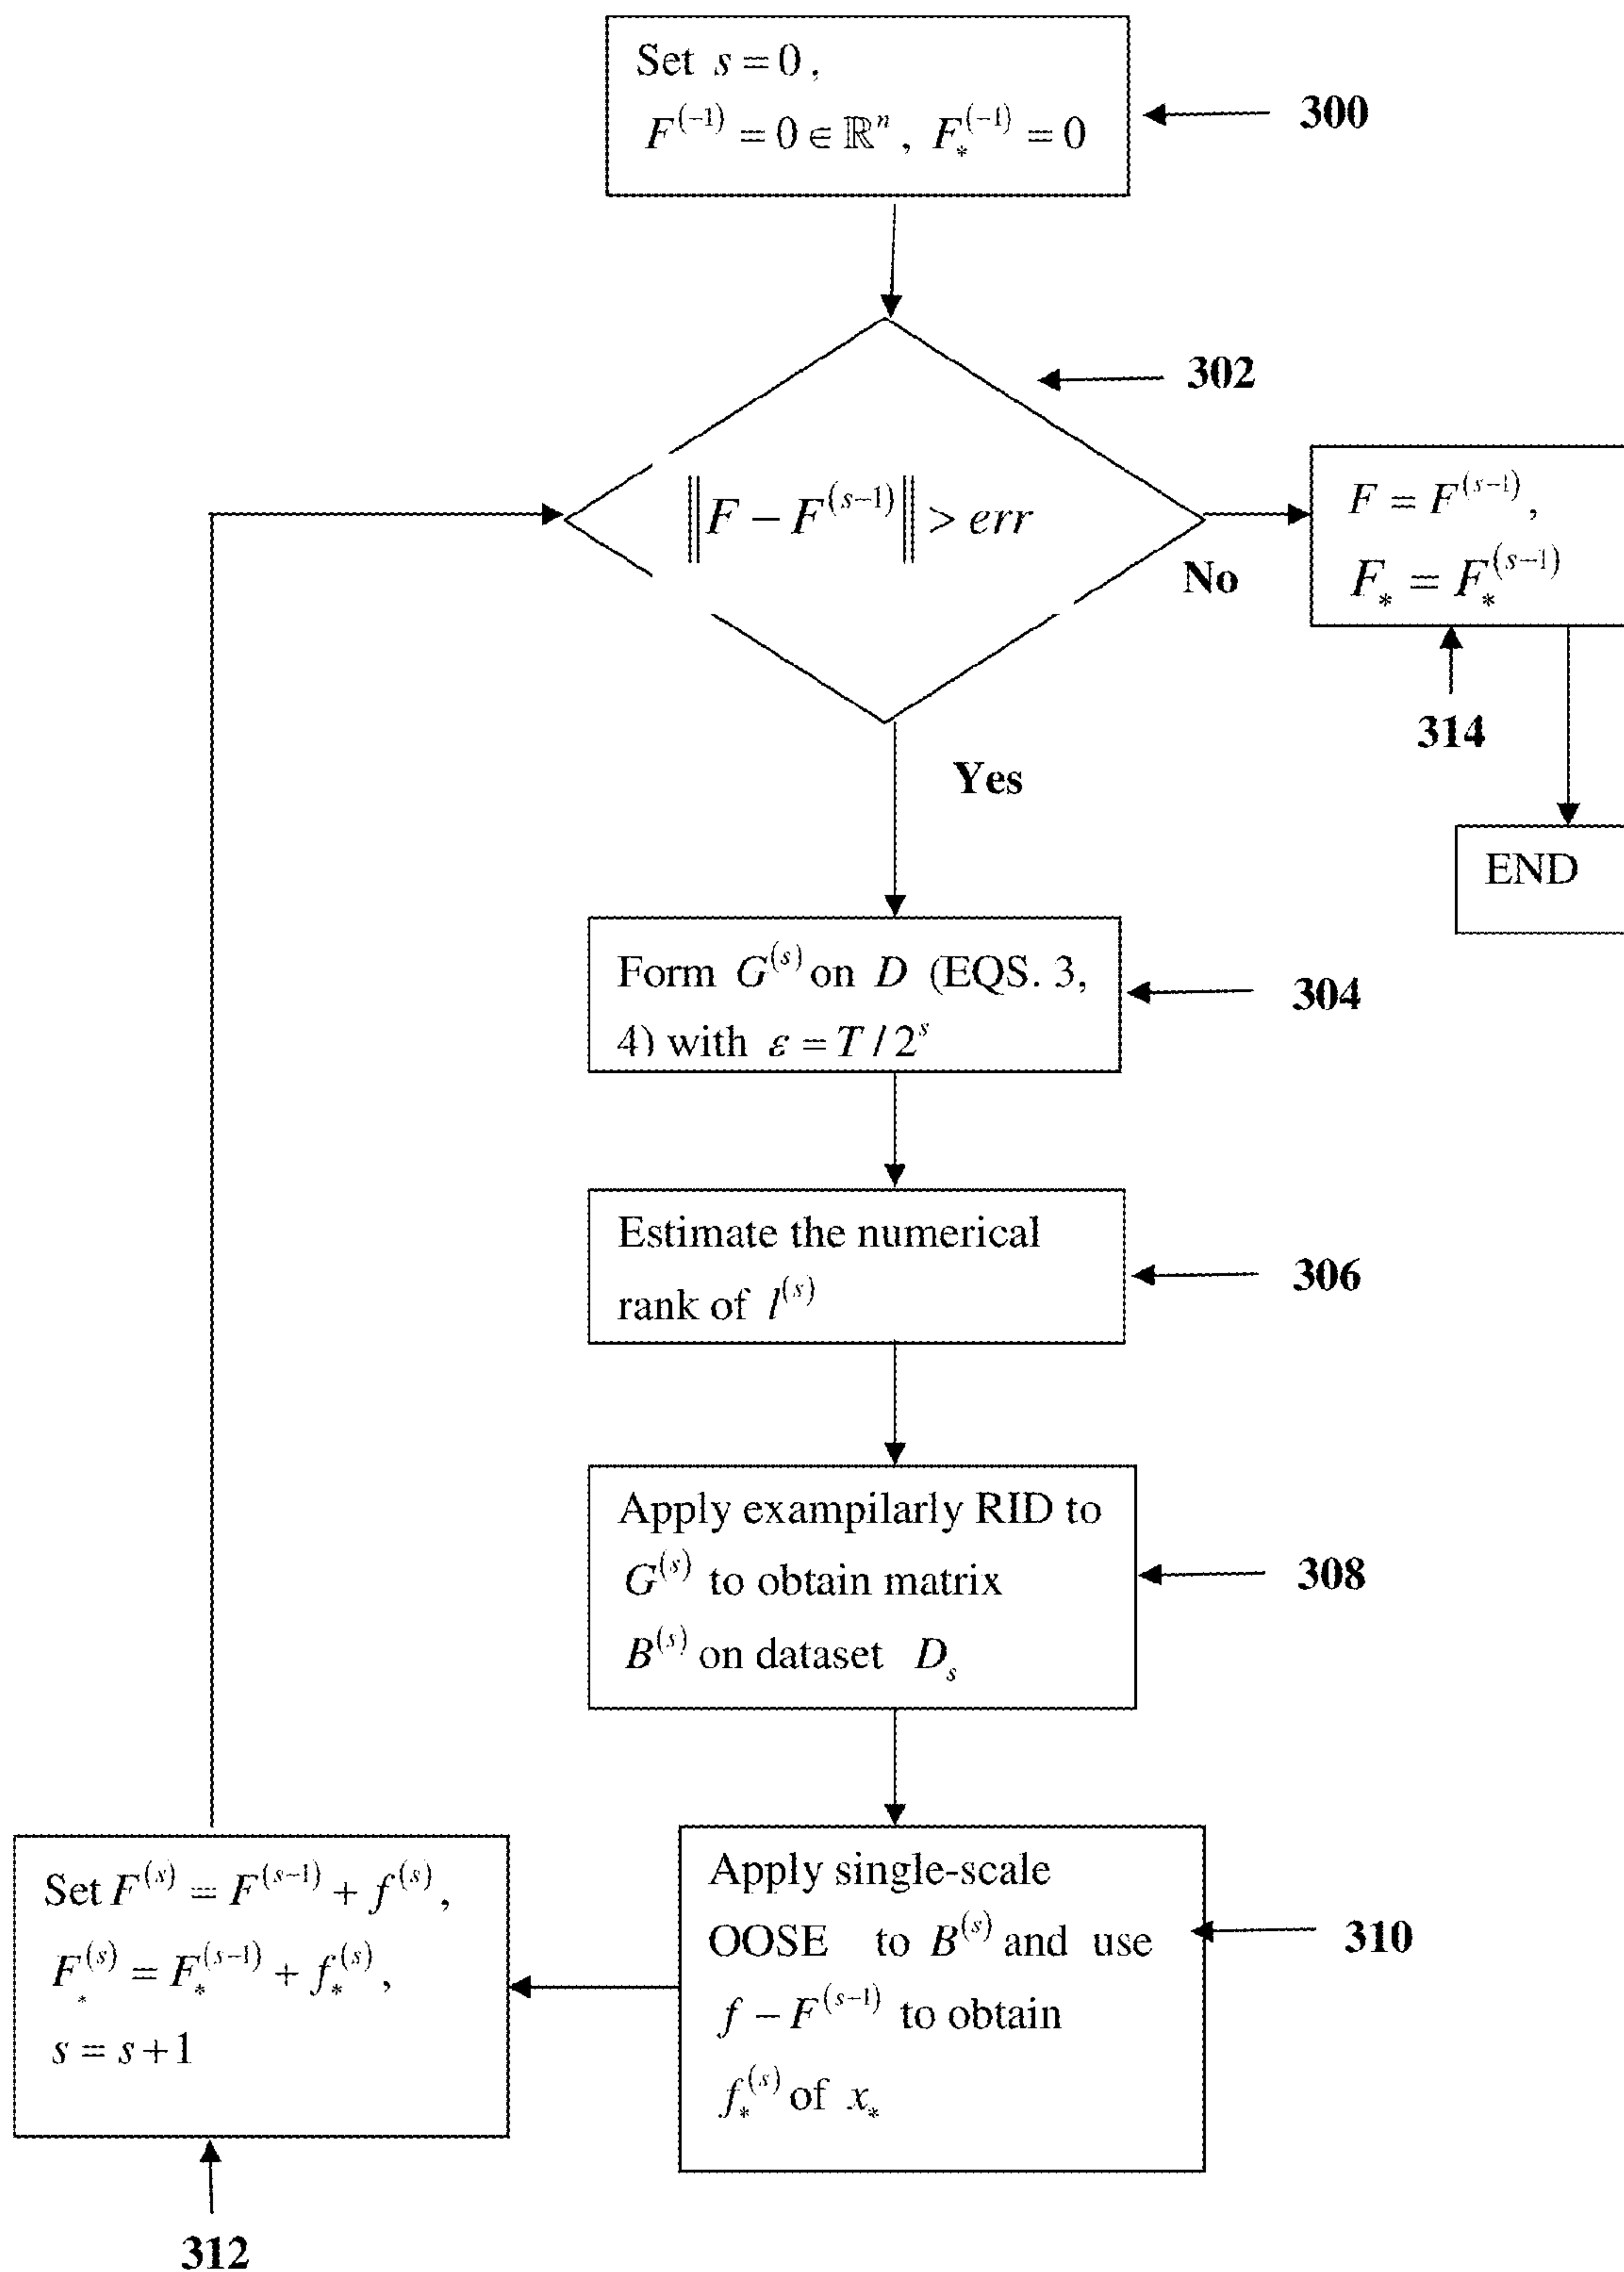 Set s = 0,
F^(−1) = 0 ∈ ℝ^n, F_*^(−1) = 0
300
302
‖F − F^(s−1)‖ > err
No
F = F^(s−1),
F_* = F_*^(s−1)
314
END
Yes
Form G^(s) on D (EQS. 3,
4) with ε = T / 2^s
304
Estimate the numerical
rank of l^(s)
306
Apply exampilarly RID to
G^(s) to obtain matrix
B^(s) on dataset D_s
308
Apply single-scale
OOSE to B^(s) and use
f − F^(s−1) to obtain
f_*^(s) of x_*
310
Set F^(s) = F^(s−1) + f^(s),
F_*^(s) = F_*^(s−1) + f_*^(s),
s = s + 1
312